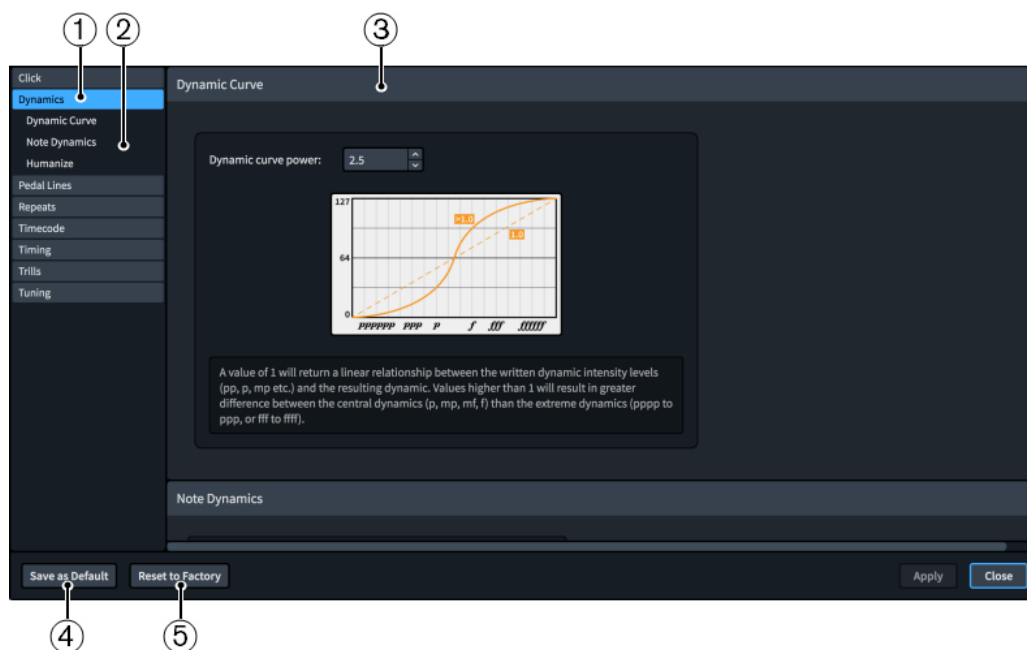 ① ② ③
Click
Dynamics
Dynamic Curve
Note Dynamics
Humanize
Pedal Lines
Repeats
Timecode
Timing
Trills
Tuning
Dynamic Curve
Dynamic curve power: 2.5
127
64
0
>1.0
1.0
pppppp ppp p f fff ffffff
A value of 1 will return a linear relationship between the written dynamic intensity levels
(pp, p, mp etc.) and the resulting dynamic. Values higher than 1 will result in greater
difference between the central dynamics (p, mp, mf, f) than the extreme dynamics (pppp to
ppp, or fff to ffff).
Note Dynamics
Save as Default Reset to Factory Apply Close
④ ⑤